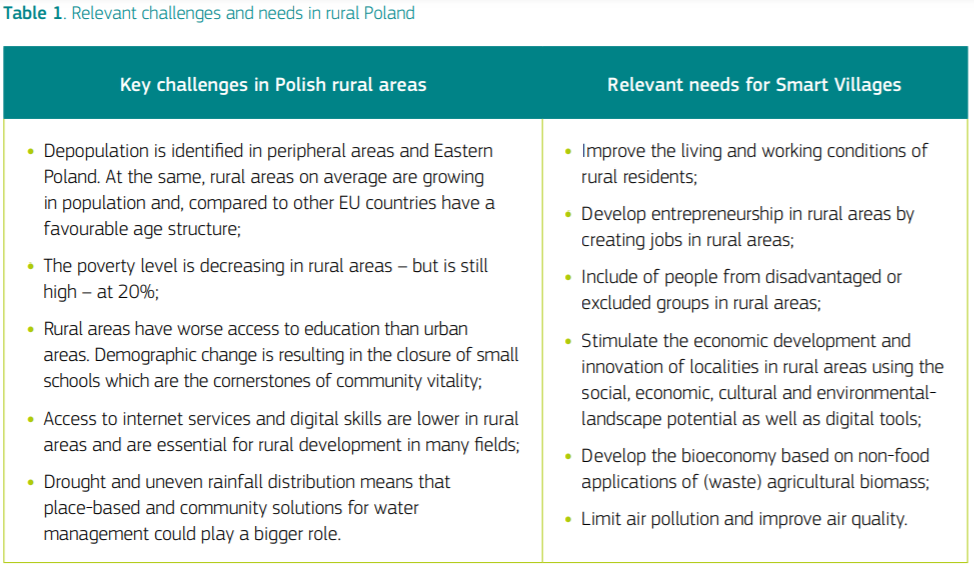 Table 1. Relevant challenges and needs in rural Poland
Key challenges in Polish rural areas
Relevant needs for Smart Villages
• Depopulation is identified in peripheral areas and Eastern
Poland. At the same, rural areas on average are growing
in population and, compared to other EU countries have a
favourable age structure;
• The poverty level is decreasing in rural areas – but is still
high – at 20%;
• Rural areas have worse access to education than urban
areas. Demographic change is resulting in the closure of small
schools which are the cornerstones of community vitality;
• Access to internet services and digital skills are lower in rural
areas and are essential for rural development in many fields;
• Drought and uneven rainfall distribution means that
place-based and community solutions for water
management could play a bigger role.
• Improve the living and working conditions of
rural residents;
• Develop entrepreneurship in rural areas by
creating jobs in rural areas;
• Include of people from disadvantaged or
excluded groups in rural areas;
• Stimulate the economic development and
innovation of localities in rural areas using the
social, economic, cultural and environmental-
landscape potential as well as digital tools;
• Develop the bioeconomy based on non-food
applications of (waste) agricultural biomass;
• Limit air pollution and improve air quality.